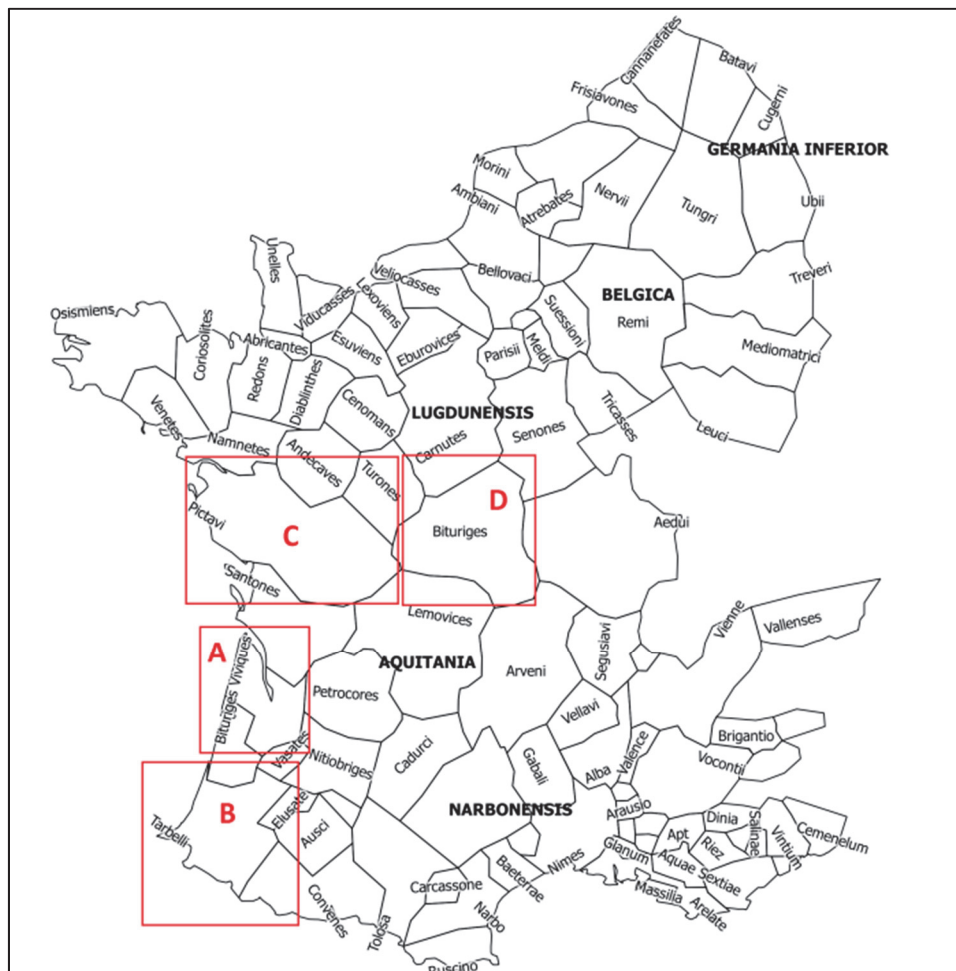 Cannanefates
Batavi
Frisiavones
Cugerni
GERMANIA INFERIOR
Morini
Ambiani
Atrebates
Nervii
Tungri
Ubii
Unelles
Veliocasses
Bellovaci
Treveri
Osismiens
Viducasses
Lexoviens
BELGICA
Suessioni
Remi
Coriosolites
Abricantes
Redons
Esuviens
Eburovices
Parisii
Meldi
Mediomatrici
Venetes
Diablinthes
Cenomans
LUGDUNENSIS
Tricasses
Leuci
Namnetes
Andecaves
Carnutes
Senones
Turones
Pictavi
C
D
Bituriges
Aedui
Santones
Lemovices
Vienne
Vallenses
A
Bituriges Viviques
AQUITANIA
Arveni
Segusiavi
Petrocores
Vellavi
Vasates
Nitiobriges
Cadurci
Gabali
Alba
Valence
Brigantio
Vocontii
B
Tarbelli
Elusate
Ausci
NARBONENSIS
Arausio
Dinia
Salinae
Vintium
Cemenelum
Glanum
Apt
Riez
Aquae Sextiae
Convenes
Tolosa
Carcassone
Baeterrae
Nimes
Narbo
Massilia
Arelate
Ruscino